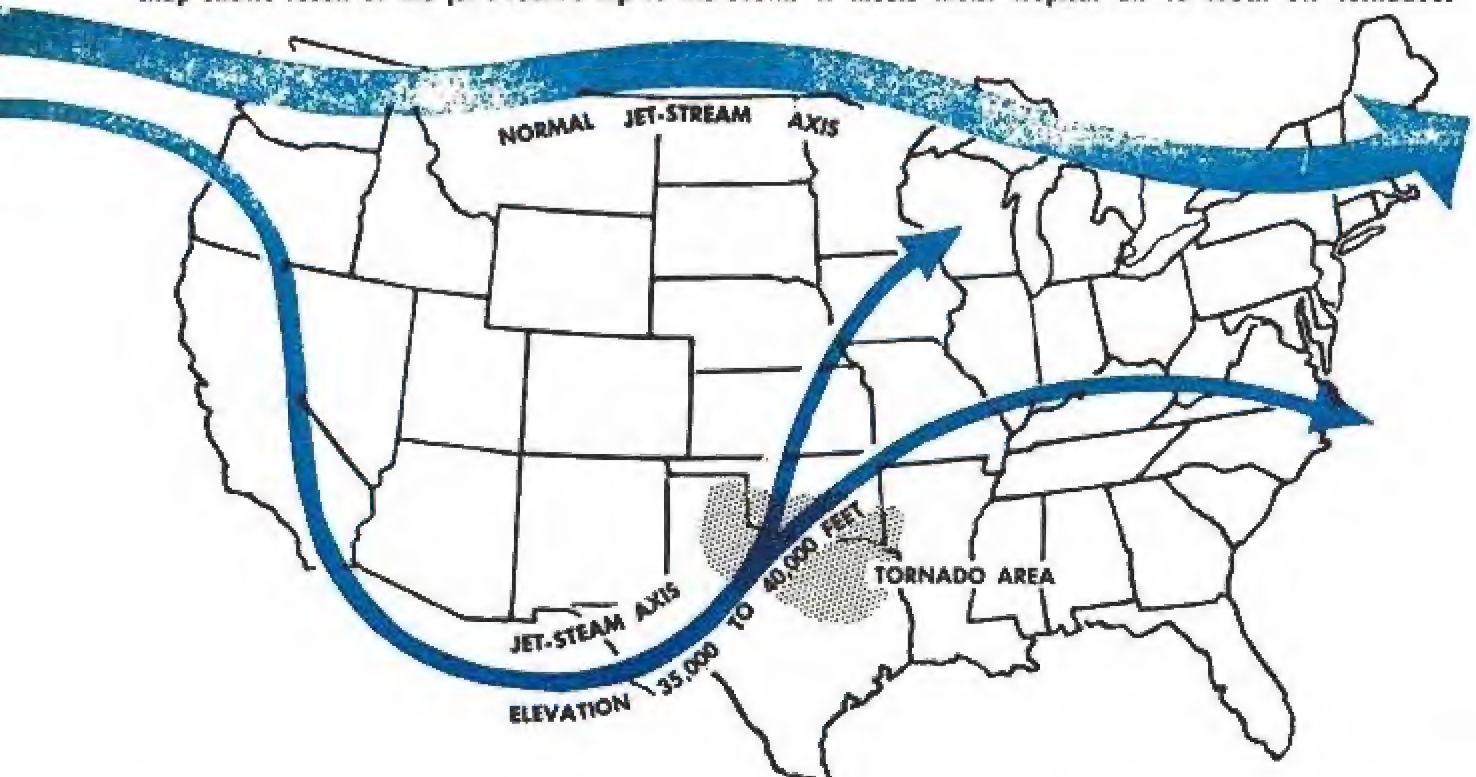 NORMAL JET-STREAM AXIS
TORNADO AREA
JET-STEAM AXIS
ELEVATION 35,000 TO 40,000 FEET